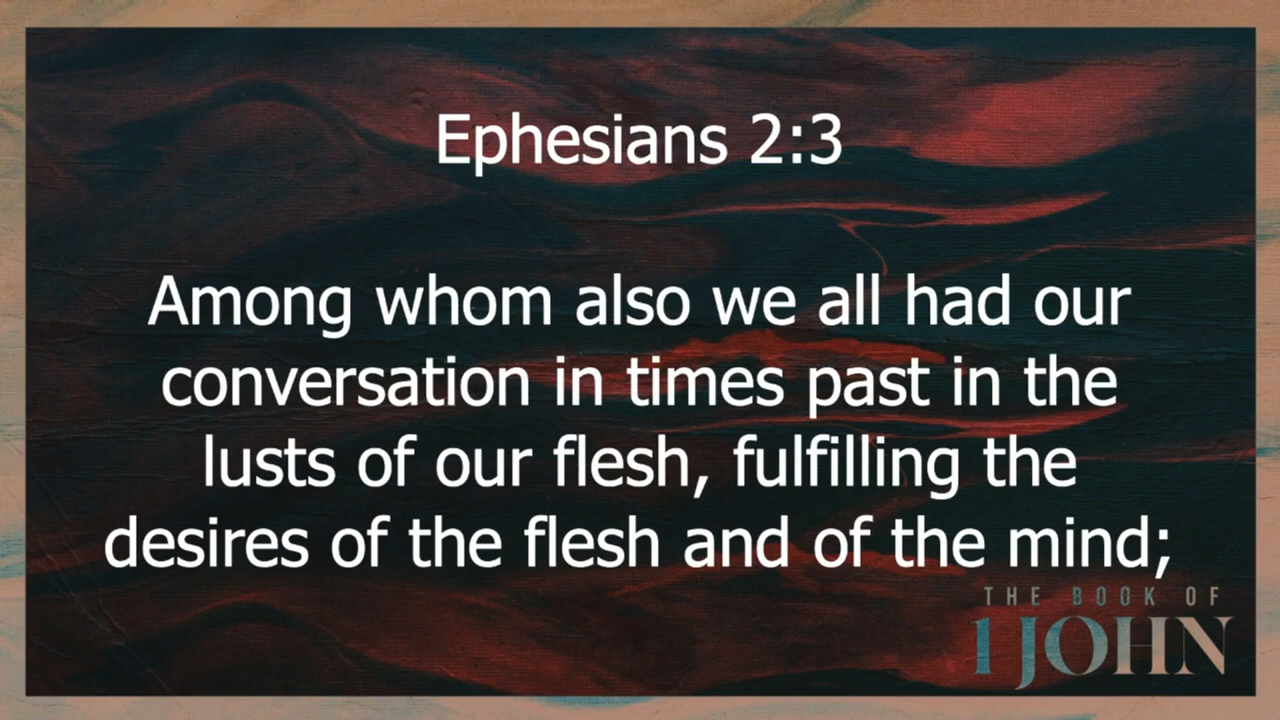 Ephesians 2:3
Among whom also we all had our
conversation in times past in the
lusts of our flesh, fulfilling the
desires of the flesh and of the mind;
THE BOOK OF
1 JOHN